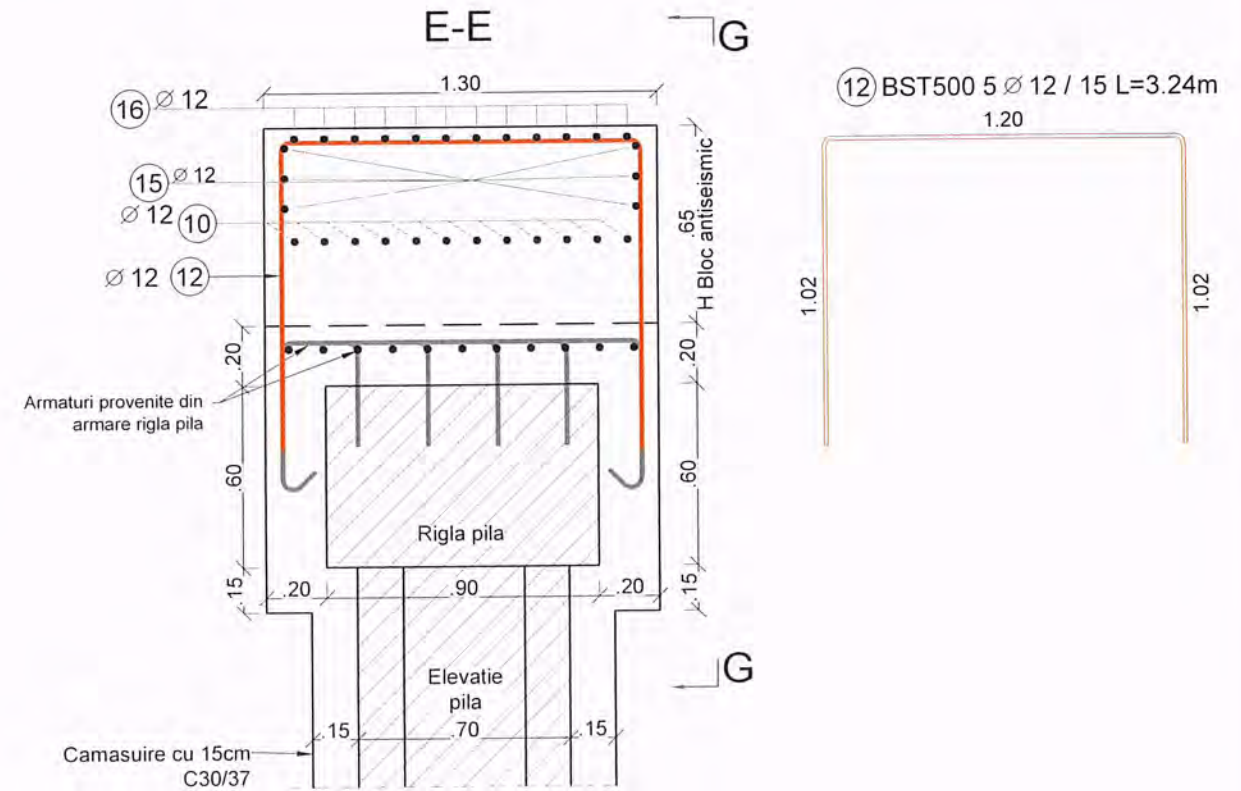 E-E
G
1.30
16 Ø 12
15 Ø 12
Ø 12 10
Ø 12 12
.65
H Bloc antiseismic
.20
.20
Armaturi provenite din
armare rigla pila
.60
.60
Rigla pila
.15
.20
.90
.20
.15
Elevatie
pila
G
.15
.70
.15
Camasuire cu 15cm
C30/37
12 BST500 5 Ø 12 / 15 L=3.24m
1.20
1.02
1.02